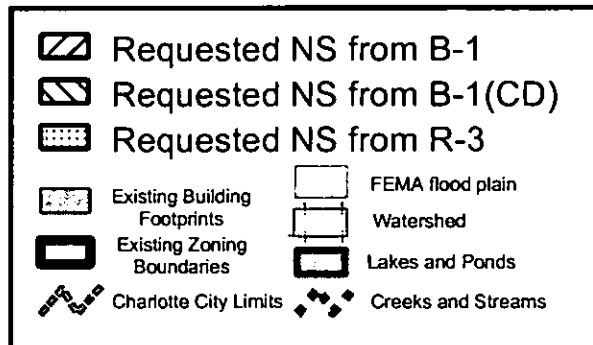 Requested NS from B-1
Requested NS from B-1(CD)
Requested NS from R-3
Existing Building
Footprints
Existing Zoning
Boundaries
Charlotte City Limits
FEMA flood plain
Watershed
Lakes and Ponds
Creeks and Streams